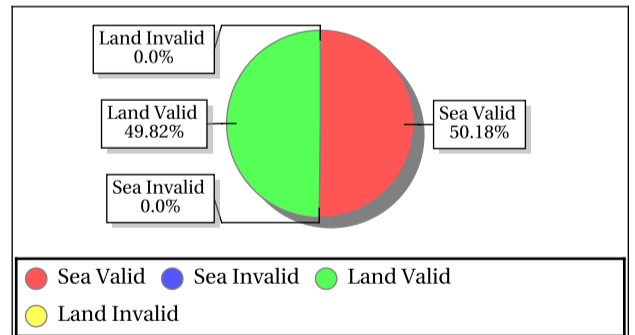 Land Invalid
0.0%
Land Valid
49.82%
Sea Valid
50.18%
Sea Invalid
0.0%
Sea Valid Sea Invalid Land Valid
Land Invalid